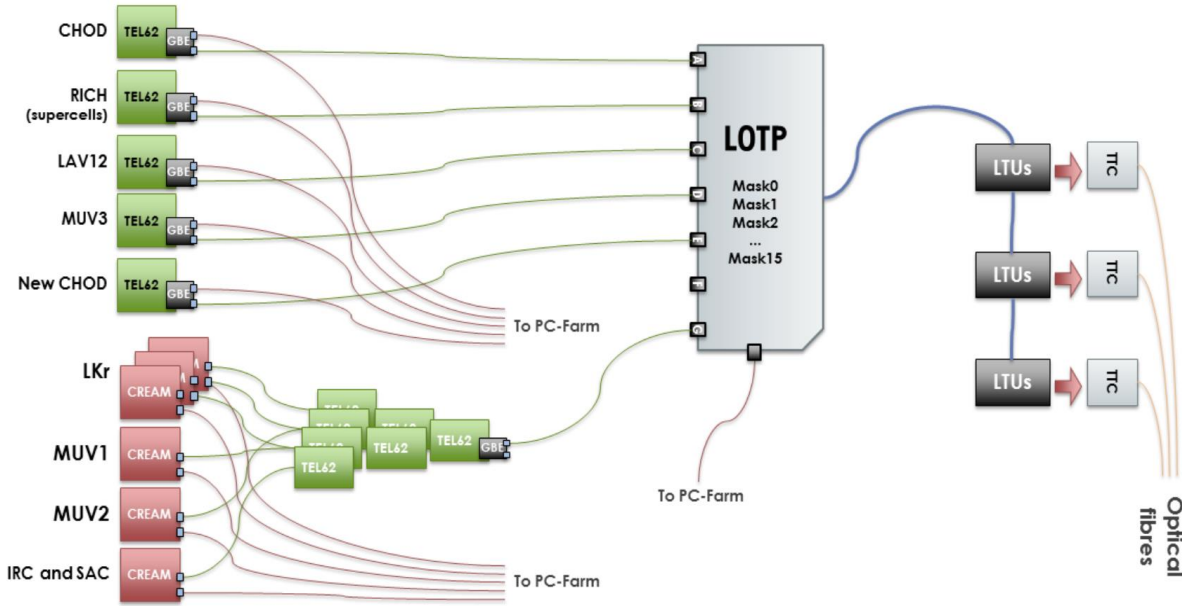 CHOD
TEL62
GBE
RICH
(supercells)
TEL62
GBE
LAV12
TEL62
GBE
MUV3
TEL62
GBE
New CHOD
TEL62
GBE
To PC-Farm
A
C
D
E
F
G
L0TP
Mask0
Mask1
Mask2
...
Mask15
To PC-Farm
LTUs
TTC
LTUs
TTC
LTUs
TTC
Optical
fibres
LKr
CREAM
MUV1
CREAM
MUV2
CREAM
IRC and SAC
CREAM
TEL62
TEL62
TEL62
GBE
To PC-Farm